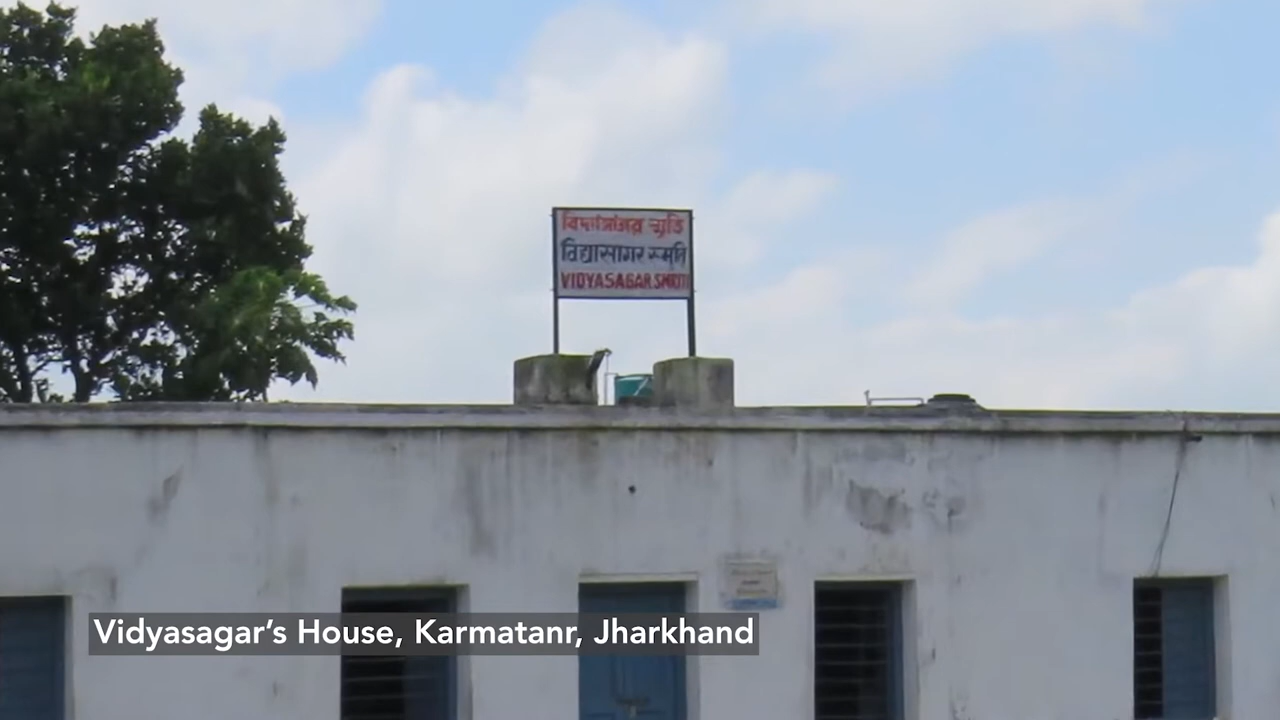 বিদ্যাসাগর স্মৃতি
विद्यासागर स्मृति
VIDYASAGAR SMRITI
Vidyasagar’s House, Karmatanr, Jharkhand